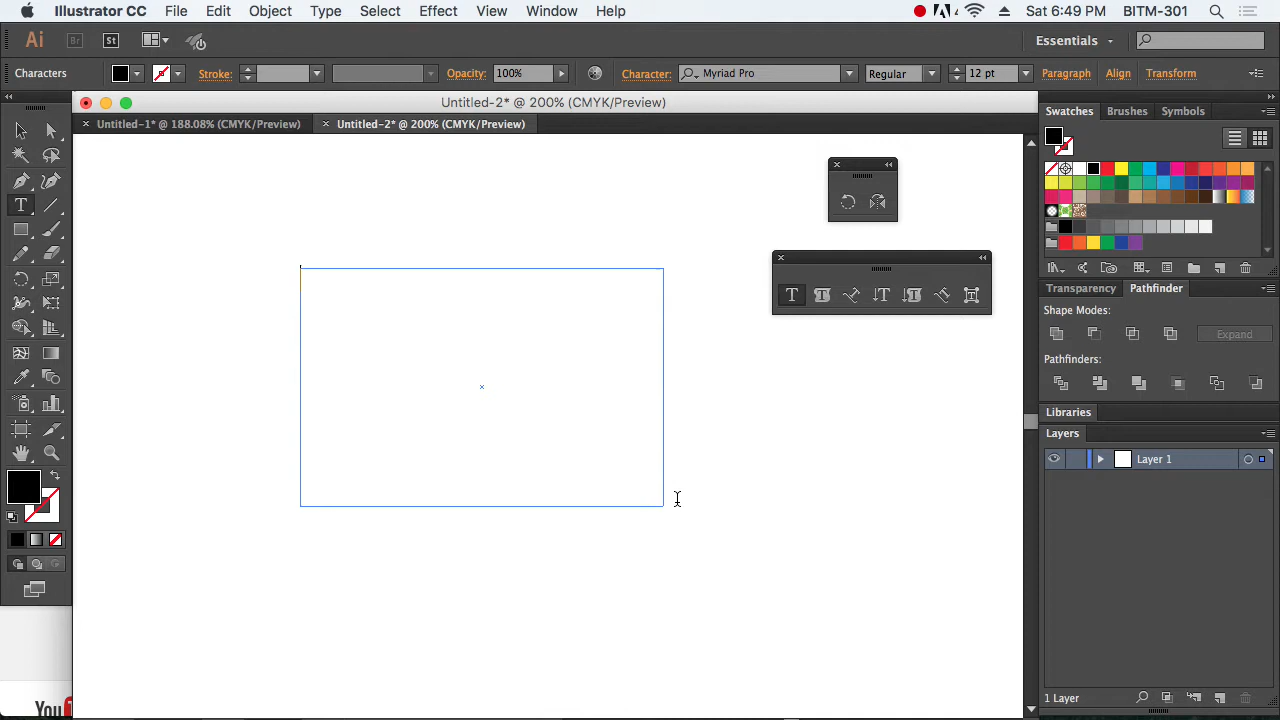 Illustrator CC File Edit Object Type Select Effect View Window Help 4 Sat 6:49 PM BITM-301
Ai Br St Essentials
Characters Stroke: Opacity: 100% Character: Myriad Pro Regular 12 pt Paragraph Align Transform
Untitled-2* @ 200% (CMYK/Preview)
Untitled-1* @ 188.08% (CMYK/Preview) Untitled-2* @ 200% (CMYK/Preview)
Swatches Brushes Symbols
Transparency Pathfinder
Shape Modes:
Expand
Pathfinders:
Libraries
Layers
Layer 1
1 Layer
You